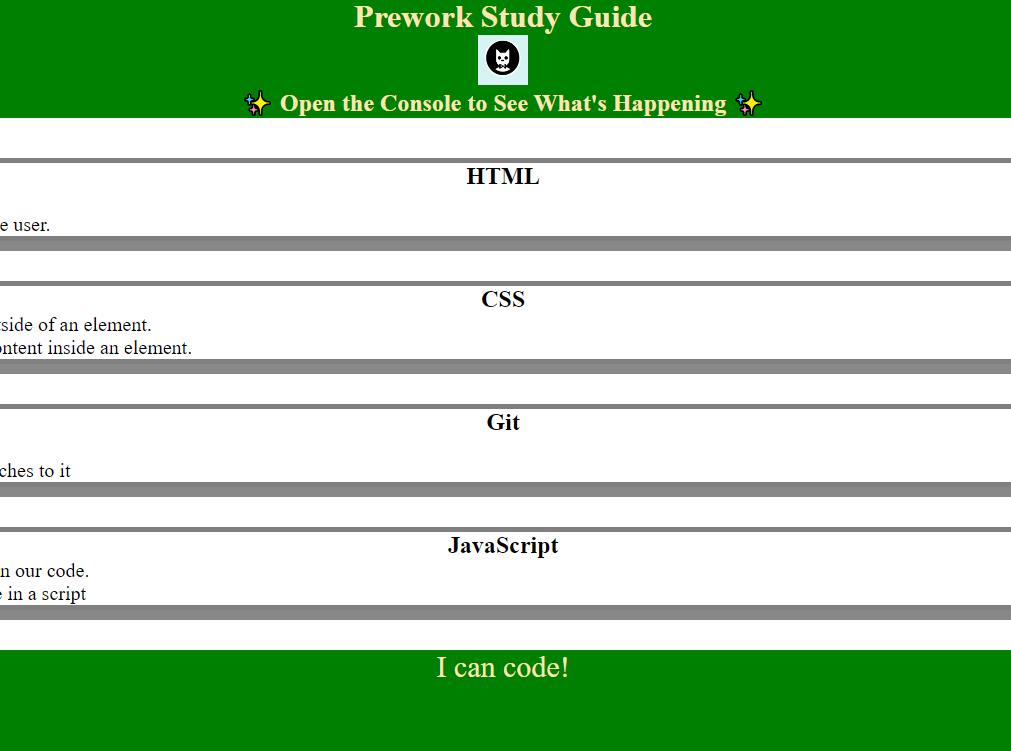 Prework Study Guide
✨ Open the Console to See What's Happening ✨
HTML
e user.
CSS
side of an element.
ontent inside an element.
Git
ches to it
JavaScript
n our code.
e in a script
I can code!